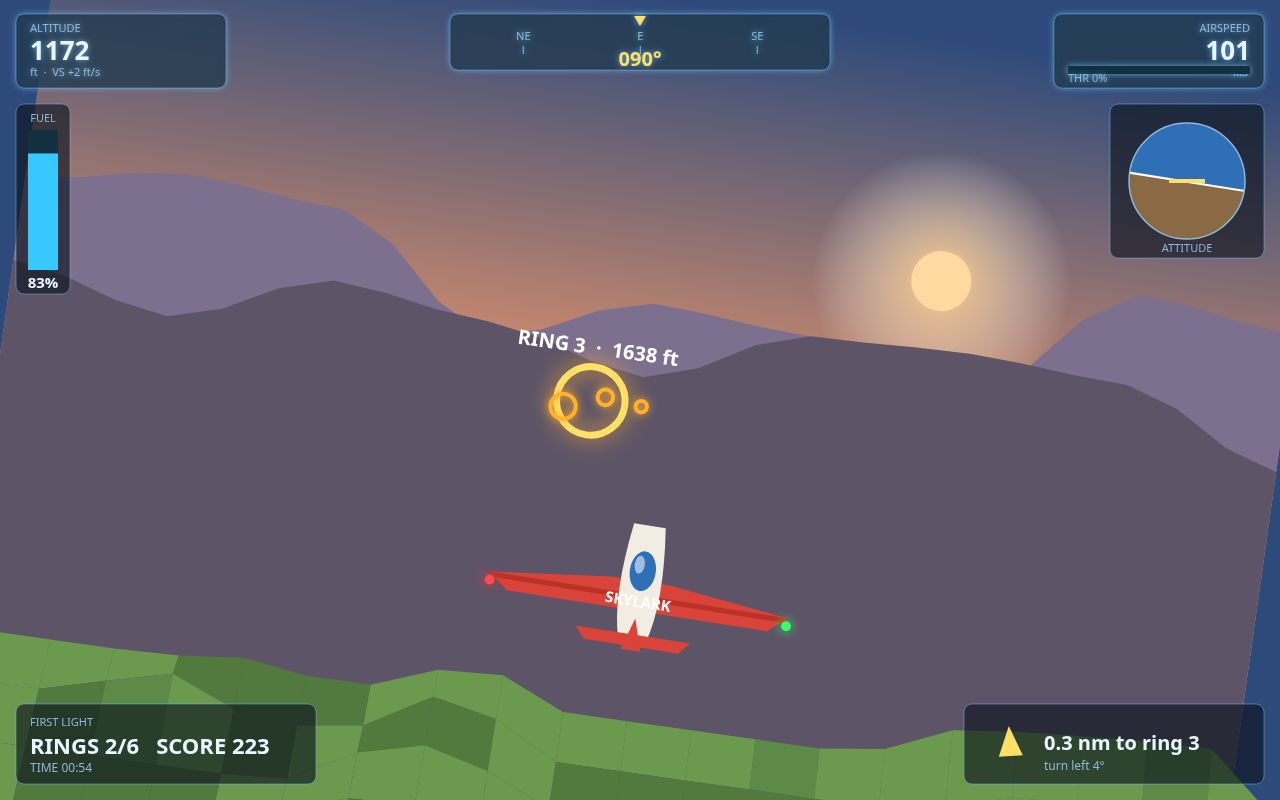 ALTITUDE
1172
ft · VS +2 ft/s
NE E SE
090°
AIRSPEED
101
THR 0%
FUEL
83%
ATTITUDE
RING 3 · 1638 ft
SKYLARK
FIRST LIGHT
RINGS 2/6 SCORE 223
TIME 00:54
0.3 nm to ring 3
turn left 4°